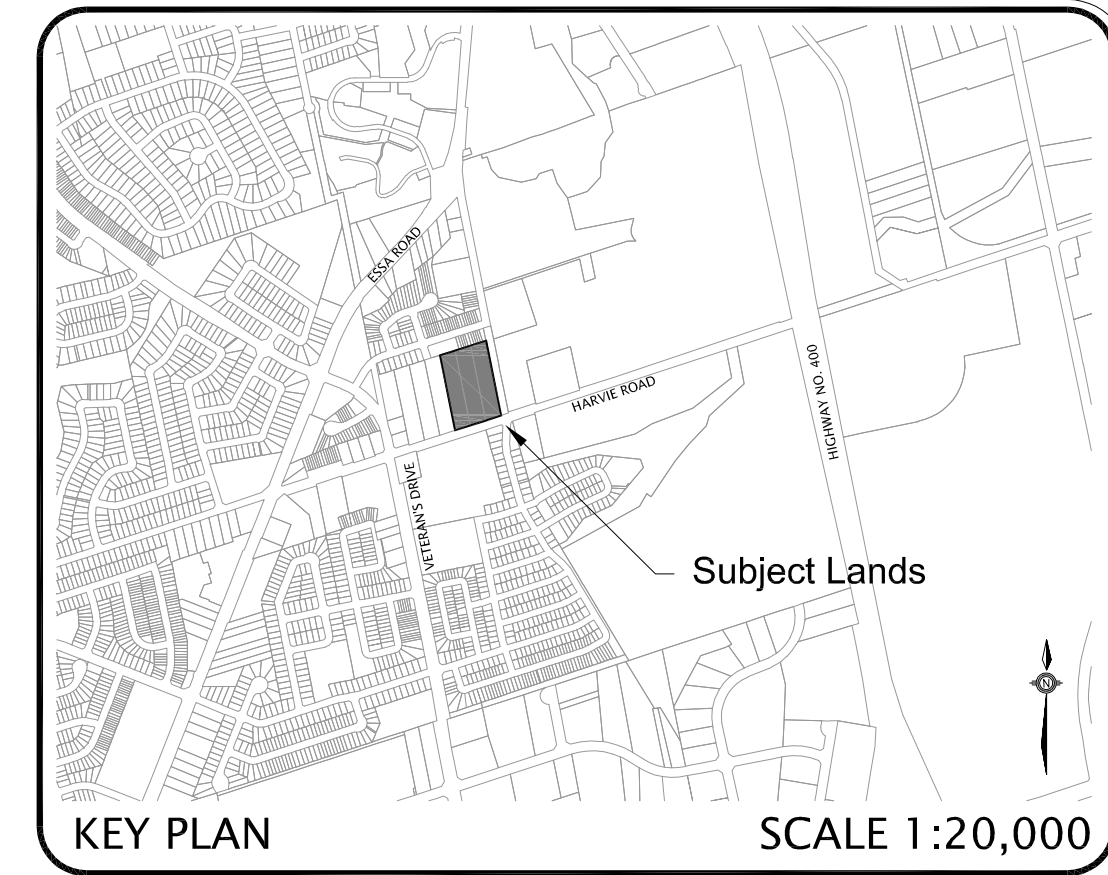 ESSA ROAD
HARVIE ROAD
HIGHWAY NO. 400
VETERAN'S DRIVE
Subject Lands
N
KEY PLAN
SCALE 1:20,000